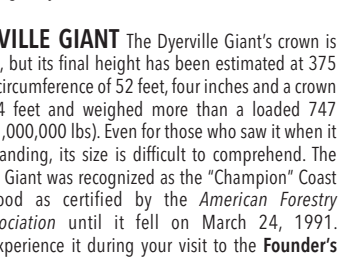 VILLE GIANT The Dyerville Giant's crown is
, but its final height has been estimated at 375
circumference of 52 feet, four inches and a crown
4 feet and weighed more than a loaded 747
,000,000 lbs). Even for those who saw it when it
anding, its size is difficult to comprehend. The
Giant was recognized as the "Champion" Coast
ood as certified by the American Forestry
ociation until it fell on March 24, 1991.
xperience it during your visit to the Founder's